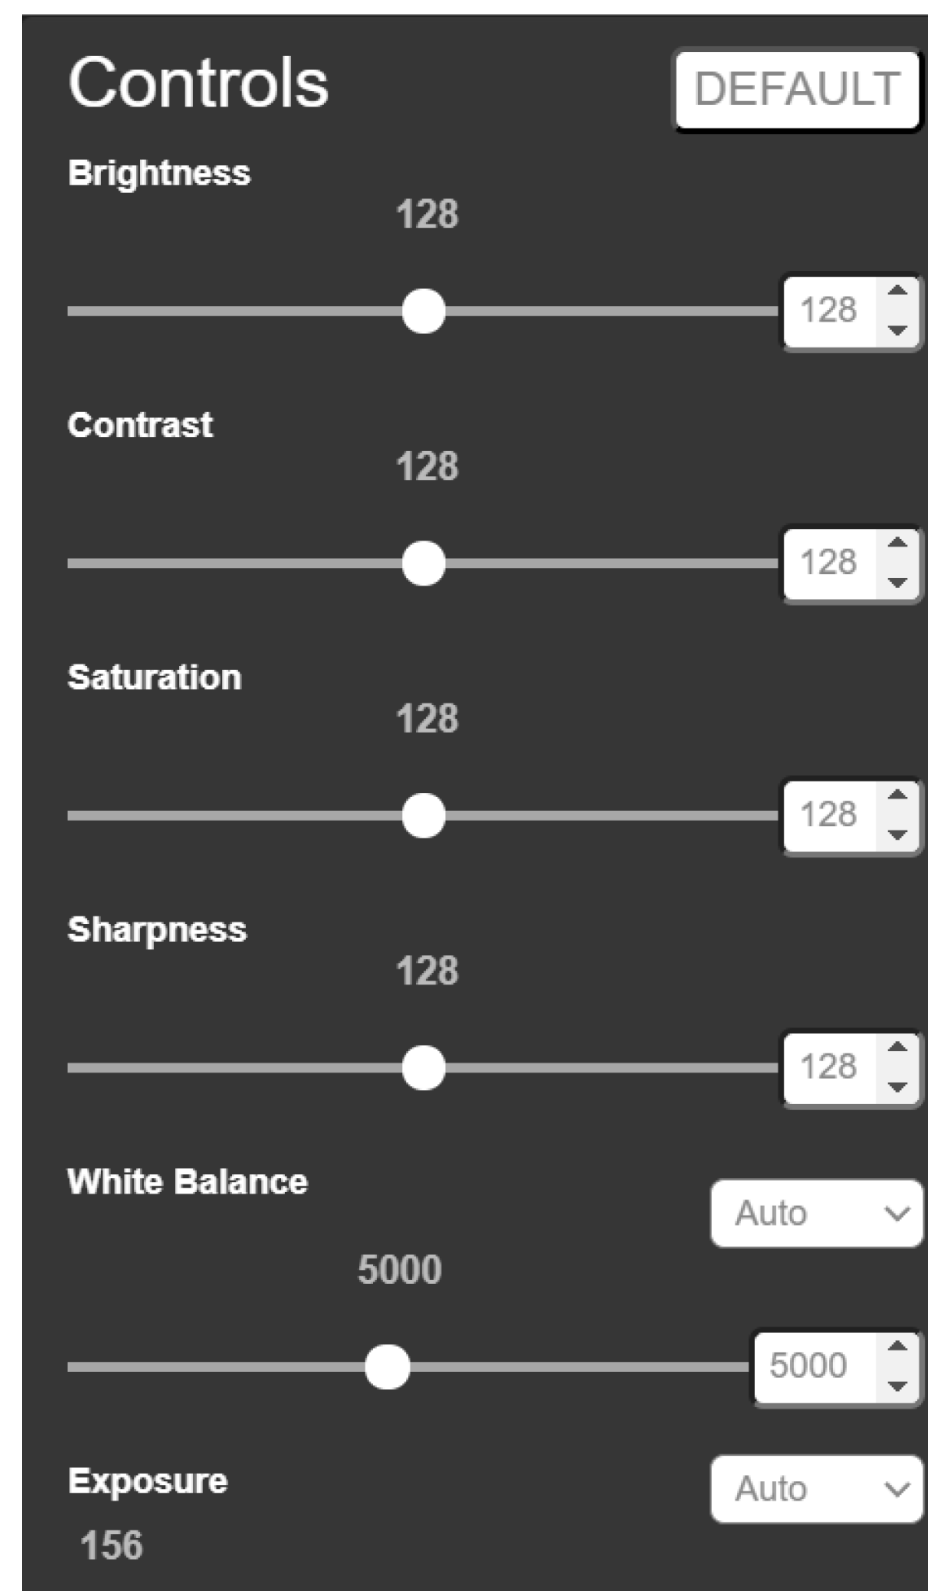 Controls DEFAULT
Brightness
128
128
Contrast
128
128
Saturation
128
128
Sharpness
128
128
White Balance
Auto
5000
5000
Exposure Auto
156